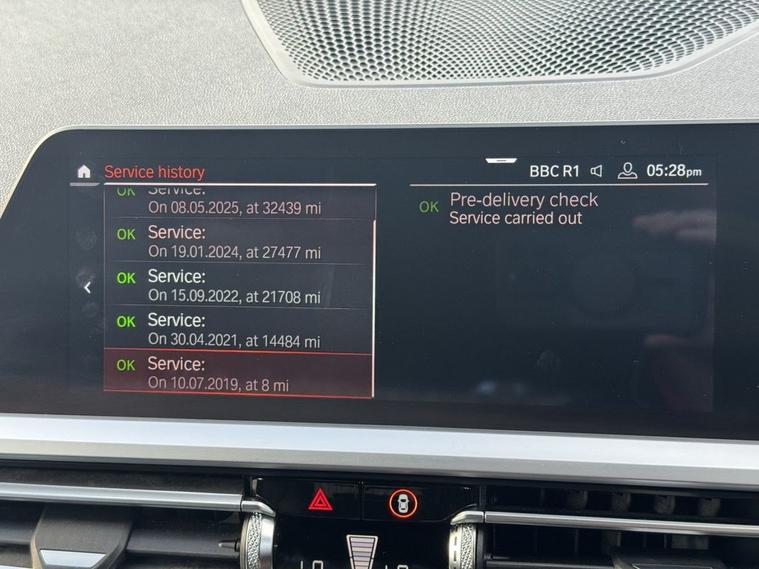 Service history
BBC R1 05:28pm
OK Service:
On 08.05.2025, at 32439 mi
OK Service:
On 19.01.2024, at 27477 mi
OK Service:
On 15.09.2022, at 21708 mi
OK Service:
On 30.04.2021, at 14484 mi
OK Service:
On 10.07.2019, at 8 mi
OK Pre-delivery check
Service carried out